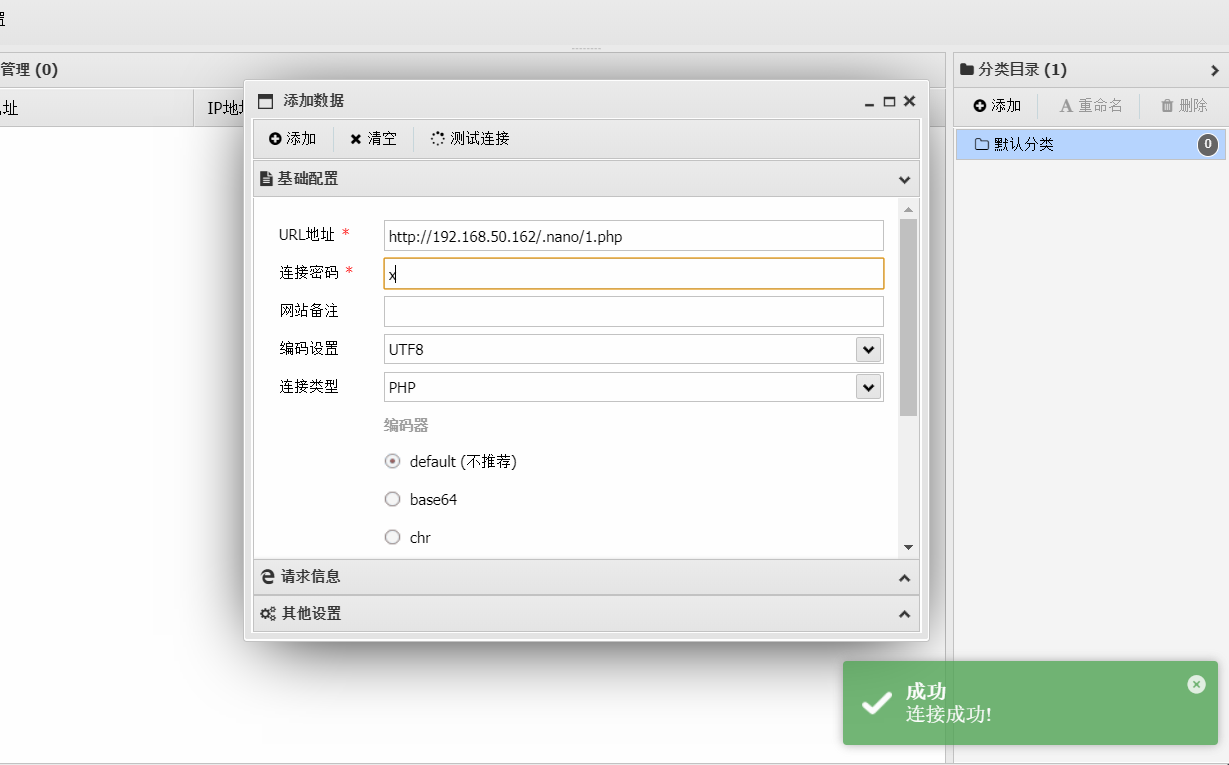 置
管理 (0)
分类目录 (1)
址
IP地
添加
重命名
删除
默认分类
0
添加数据
添加
清空
测试连接
基础配置
URL地址 *
http://192.168.50.162/.nano/1.php
连接密码 *
x
网站备注
编码设置
UTF8
连接类型
PHP
编码器
default (不推荐)
base64
chr
请求信息
其他设置
成功
连接成功!